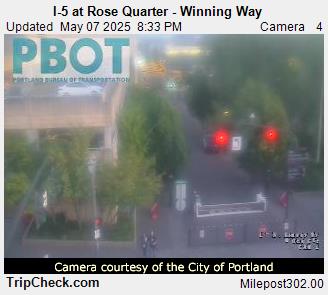 I-5 at Rose Quarter - Winning Way
Updated May 07 2025 8:33 PM Camera 4
PBOT
PORTLAND BUREAU OF TRANSPORTATION
Camera courtesy of the City of Portland
TripCheck.com Milepost302.00